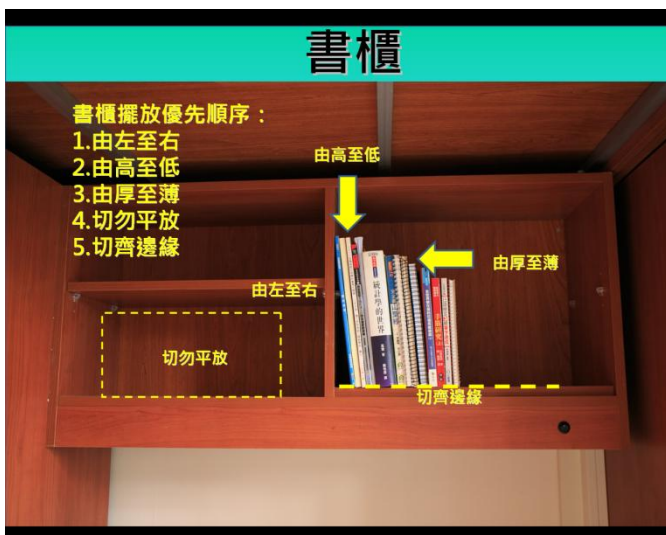 書櫃
書櫃擺放優先順序：
1.由左至右
2.由高至低
3.由厚至薄
4.切勿平放
5.切齊邊緣
由高至低
由厚至薄
由左至右
切勿平放
切齊邊緣
統計學的世界